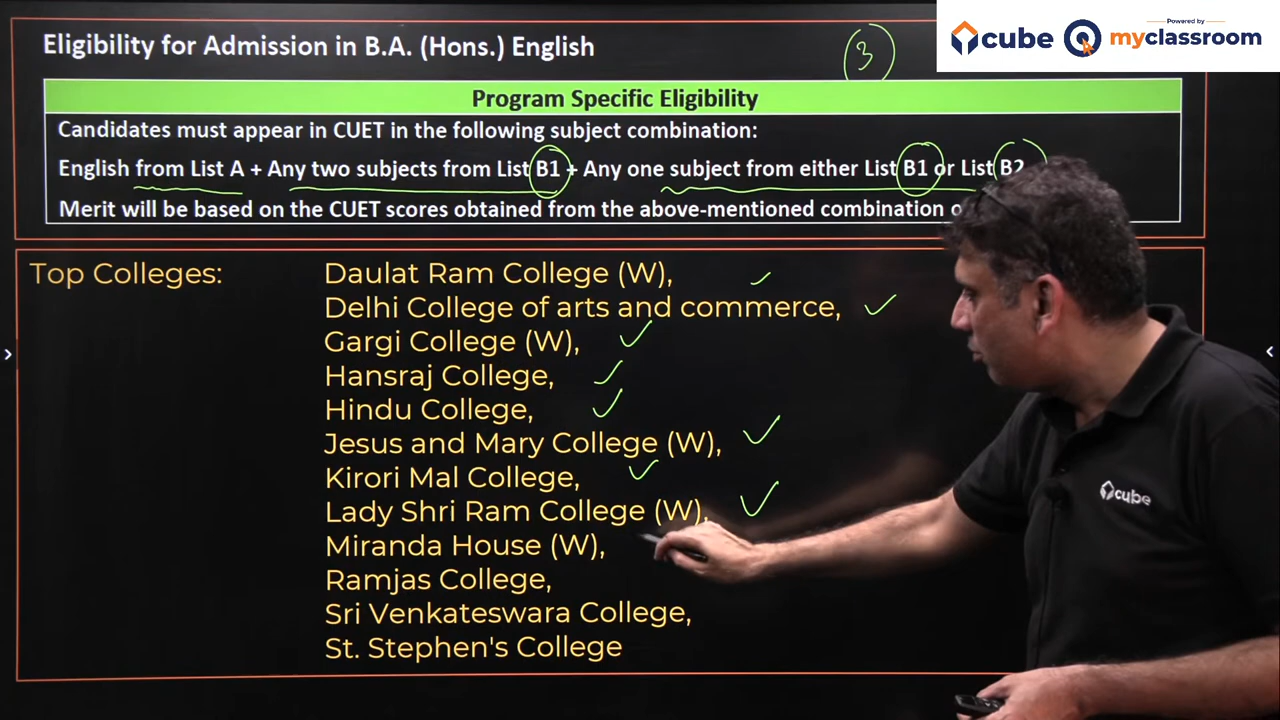 Eligibility for Admission in B.A. (Hons.) English
3
cube
Powered by
myclassroom
Program Specific Eligibility
Candidates must appear in CUET in the following subject combination:
English from List A + Any two subjects from List B1 + Any one subject from either List B1 or List B2
Merit will be based on the CUET scores obtained from the above-mentioned combination
Top Colleges:
Daulat Ram College (W),
Delhi College of arts and commerce,
Gargi College (W),
Hansraj College,
Hindu College,
Jesus and Mary College (W),
Kirori Mal College,
Lady Shri Ram College (W),
Miranda House (W),
Ramjas College,
Sri Venkateswara College,
St. Stephen's College
cube